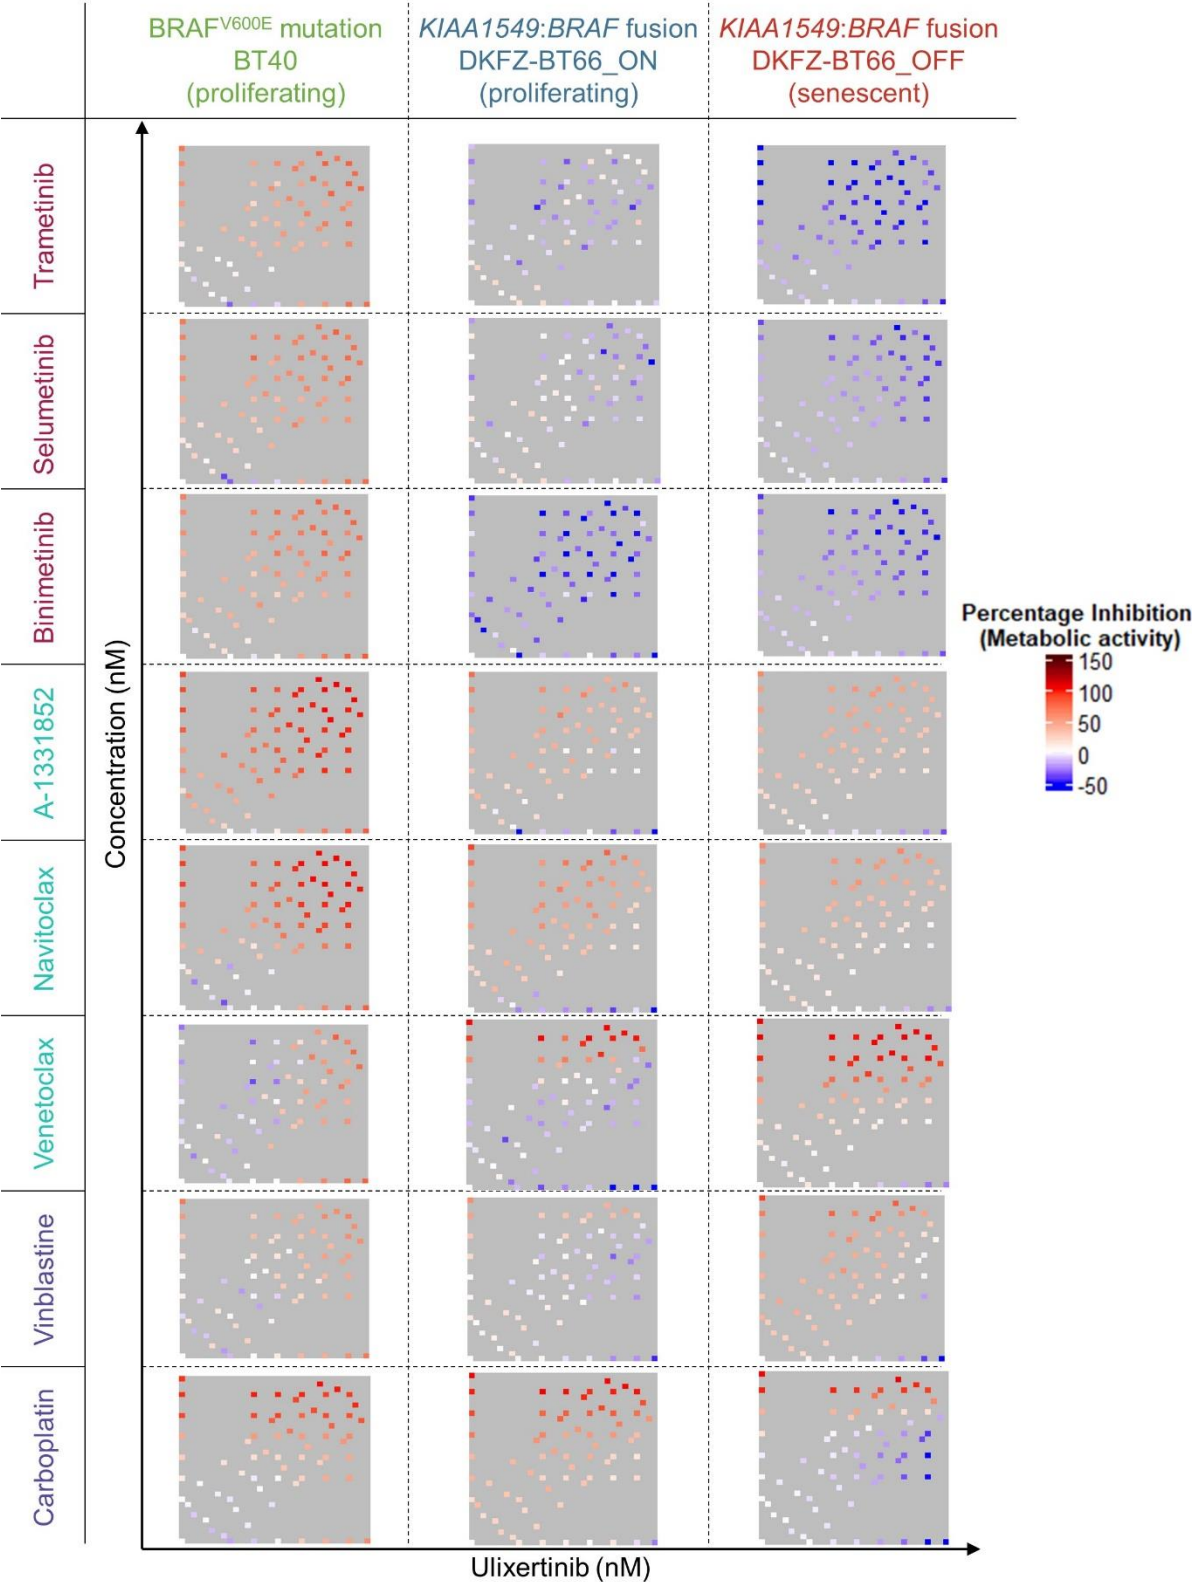 BRAFV600E mutation
BT40
(proliferating)
KIAA1549:BRAF fusion
DKFZ-BT66_ON
(proliferating)
KIAA1549:BRAF fusion
DKFZ-BT66_OFF
(senescent)
Trametinib
Selumetinib
Binimetinib
A-1331852
Navitoclax
Venetoclax
Vinblastine
Carboplatin
Concentration (nM)
Ulixertinib (nM)
Percentage Inhibition
(Metabolic activity)
150
100
50
0
-50